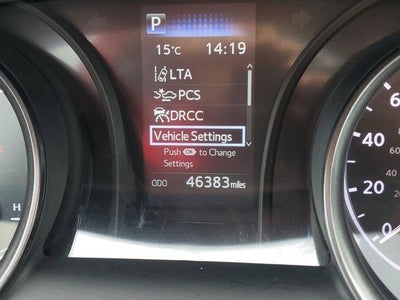 P
15°C 14:19
LTA
PCS
DRCC
Vehicle Settings
Push OK to Change
Settings
ODO 46383 miles
H
60
40
20
0
60